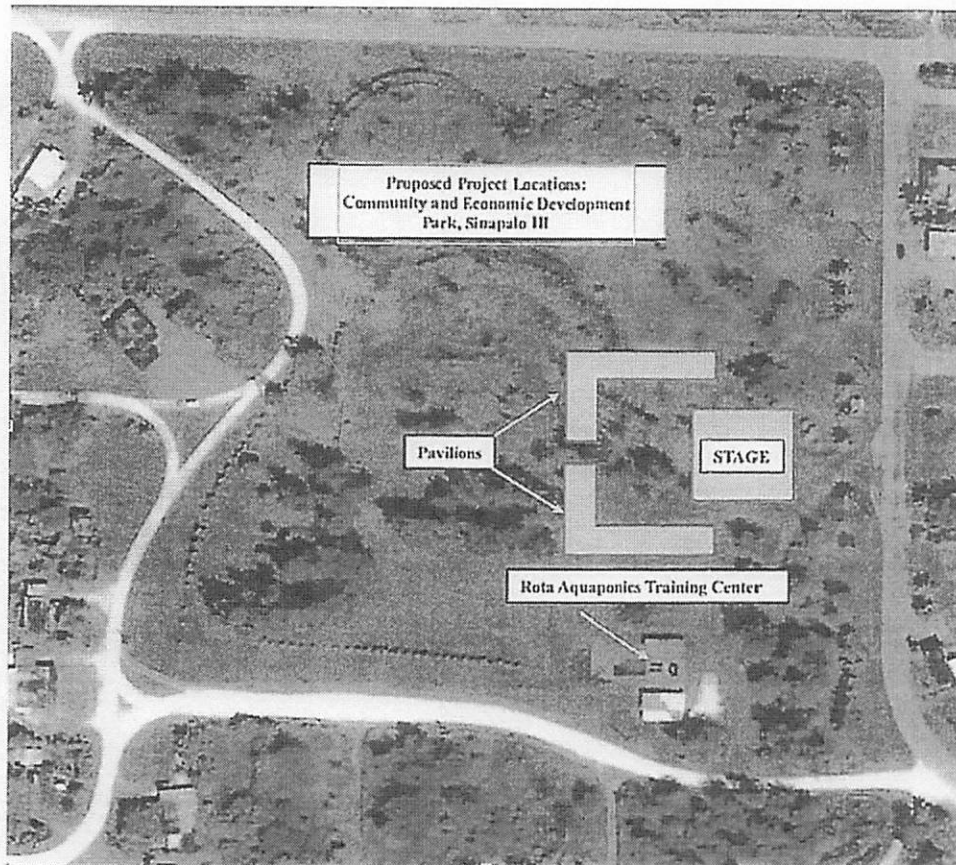 Proposed Project Locations:
Community and Economic Development
Park, Sinapalo III
Pavilions
STAGE
Rota Aquaponics Training Center